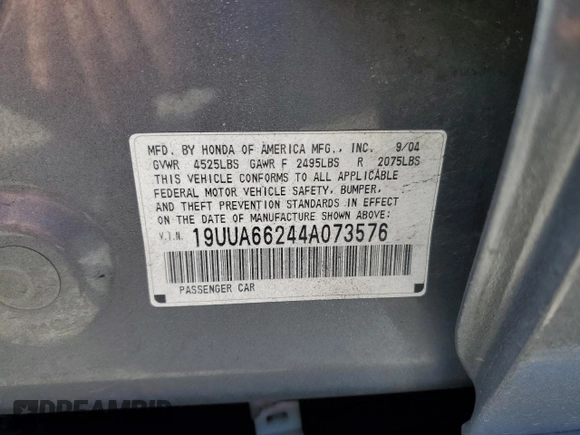 MFD. BY HONDA OF AMERICA MFG., INC. 9/04
GVWR 4525LBS GAWR F 2495LBS R 2075LBS
THIS VEHICLE CONFORMS TO ALL APPLICABLE
FEDERAL MOTOR VEHICLE SAFETY, BUMPER,
AND THEFT PREVENTION STANDARDS IN EFFECT
ON THE DATE OF MANUFACTURE SHOWN ABOVE:
V.I.N. 19UUA66244A073576
PASSENGER CAR
DREAMBID